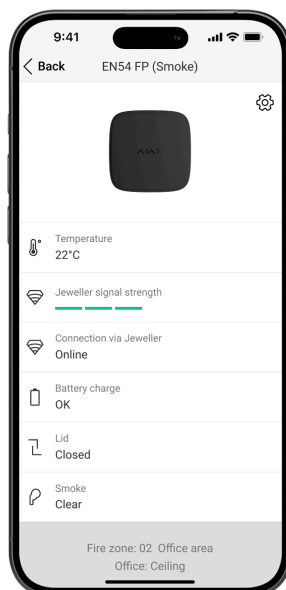 9:41
Back
EN54 FP (Smoke)
AJAX
Temperature
22°C
Jeweller signal strength
Connection via Jeweller
Online
Battery charge
OK
Lid
Closed
Smoke
Clear
Fire zone: 02 Office area
Office: Ceiling